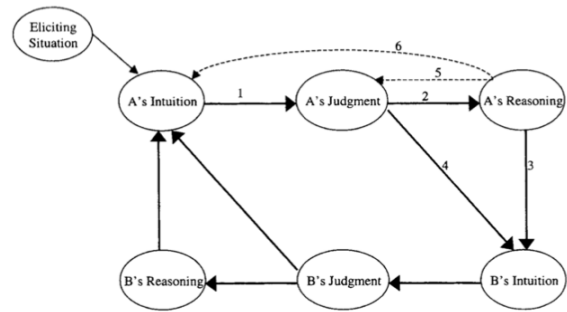 Eliciting
Situation
6
5
A's Intuition
1
A's Judgment
2
A's Reasoning
4
3
B's Reasoning
B's Judgment
B's Intuition